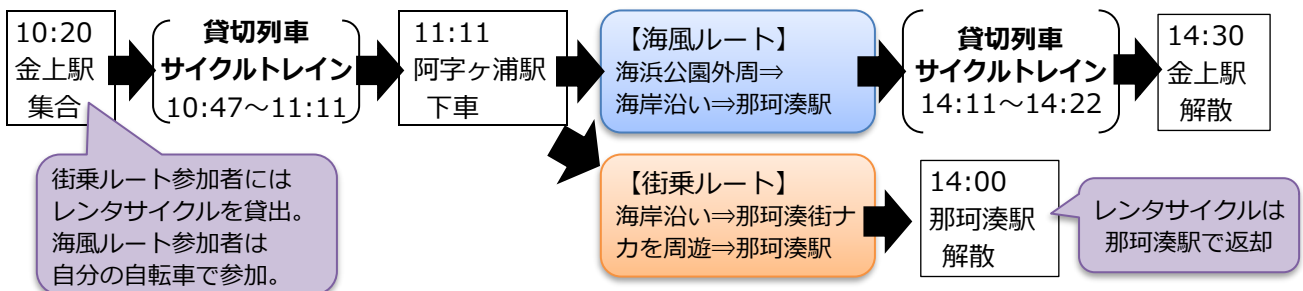 10:20
金上駅
集合
貸切列車
サイクルトレイン
10:47～11:11
11:11
阿字ヶ浦駅
下車
【海風ルート】
海浜公園外周⇒
海岸沿い⇒那珂湊駅
貸切列車
サイクルトレイン
14:11～14:22
14:30
金上駅
解散
街乗ルート参加者には
レンタサイクルを貸出。
海風ルート参加者は
自分の自転車で参加。
【街乗ルート】
海岸沿い⇒那珂湊街ナ
カを周遊⇒那珂湊駅
14:00
那珂湊駅
解散
レンタサイクルは
那珂湊駅で返却